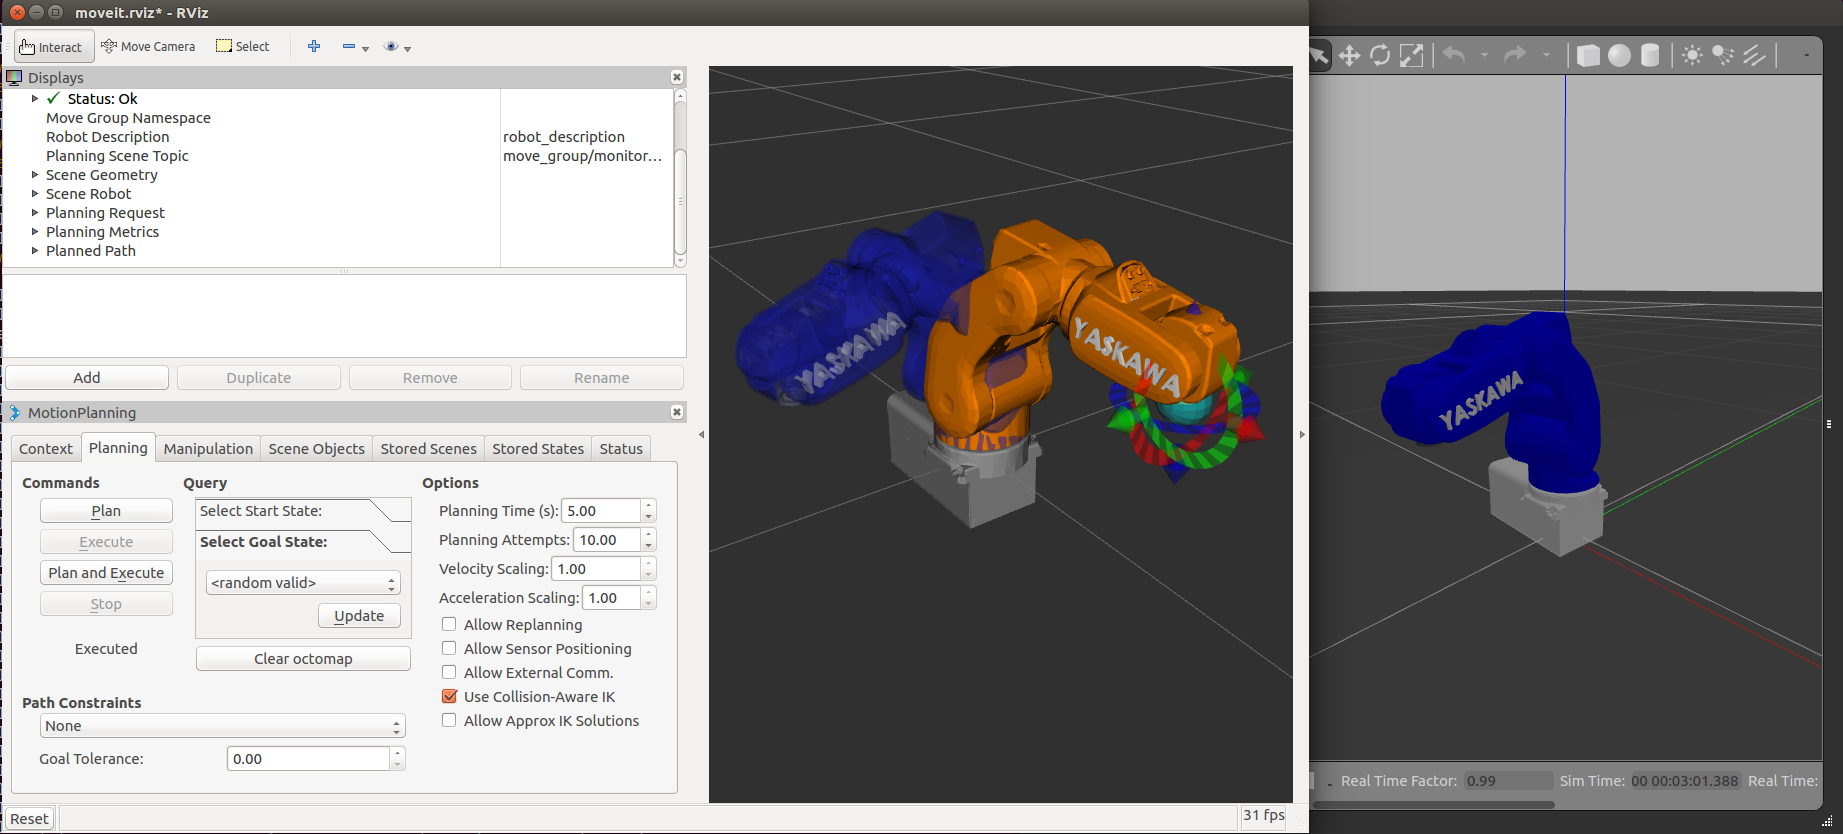 moveit.rviz* - RViz
Interact Move Camera Select
Displays
Status: Ok
Move Group Namespace
Robot Description robot_description
Planning Scene Topic move_group/monitor...
Scene Geometry
Scene Robot
Planning Request
Planning Metrics
Planned Path
Add Duplicate Remove Rename
MotionPlanning
Context Planning Manipulation Scene Objects Stored Scenes Stored States Status
Commands Query Options
Plan Select Start State: Planning Time (s): 5.00
Execute Select Goal State: Planning Attempts: 10.00
Plan and Execute <random valid> Velocity Scaling: 1.00
Stop Update Acceleration Scaling: 1.00
Allow Replanning
Executed Clear octomap Allow Sensor Positioning
Allow External Comm.
Path Constraints Use Collision-Aware IK
None Allow Approx IK Solutions
Goal Tolerance: 0.00
Reset 31 fps
YASKAWA
YASKAWA
YASKAWA
Real Time Factor: 0.99 Sim Time: 00 00:03:01.388 Real Time: